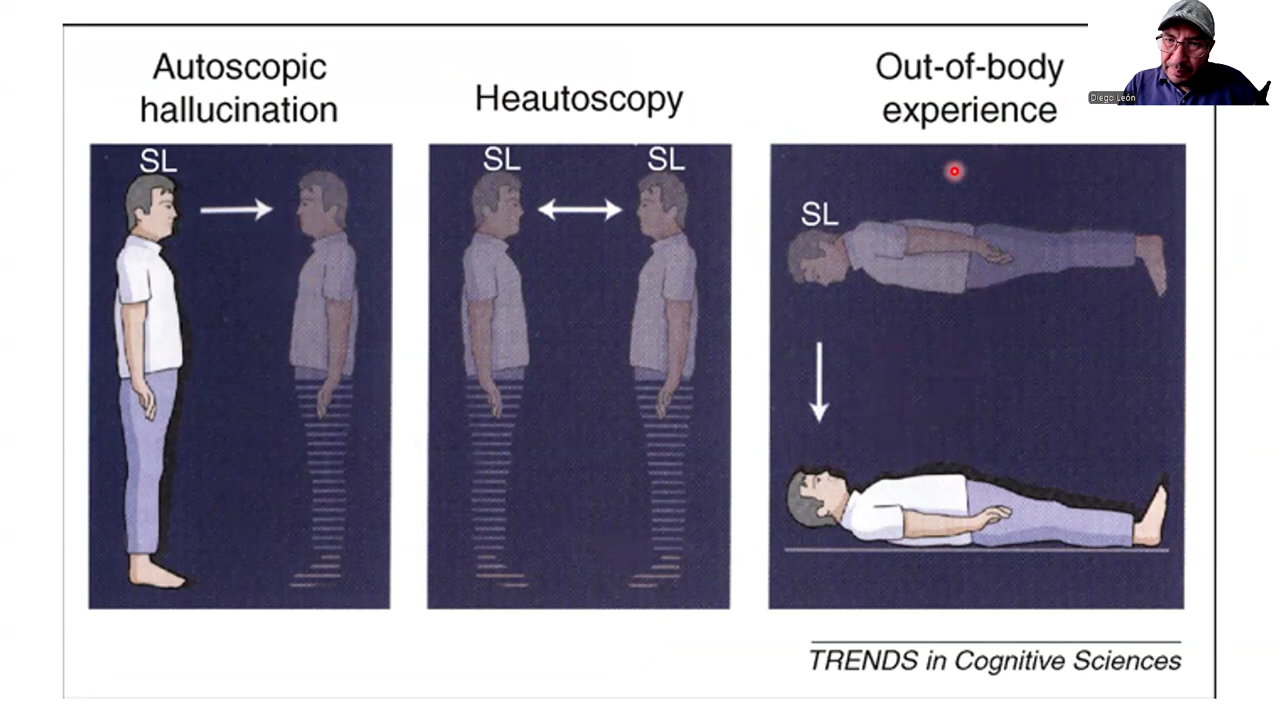 Autoscopic
hallucination
Heautoscopy
Out-of-body
experience
Diego León
SL
SL
SL
SL
TRENDS in Cognitive Sciences